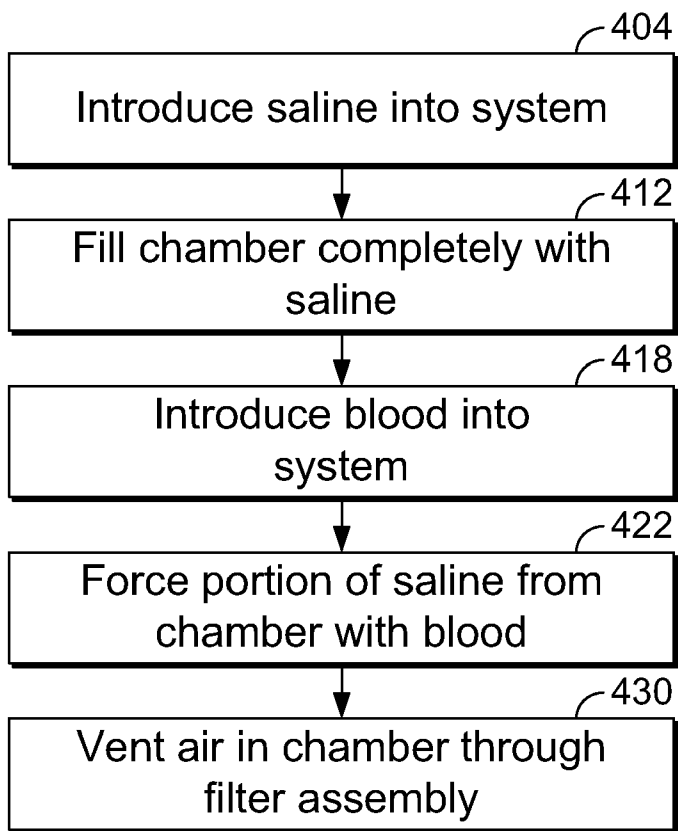 404
Introduce saline into system
412
Fill chamber completely with
saline
418
Introduce blood into
system
422
Force portion of saline from
chamber with blood
430
Vent air in chamber through
filter assembly